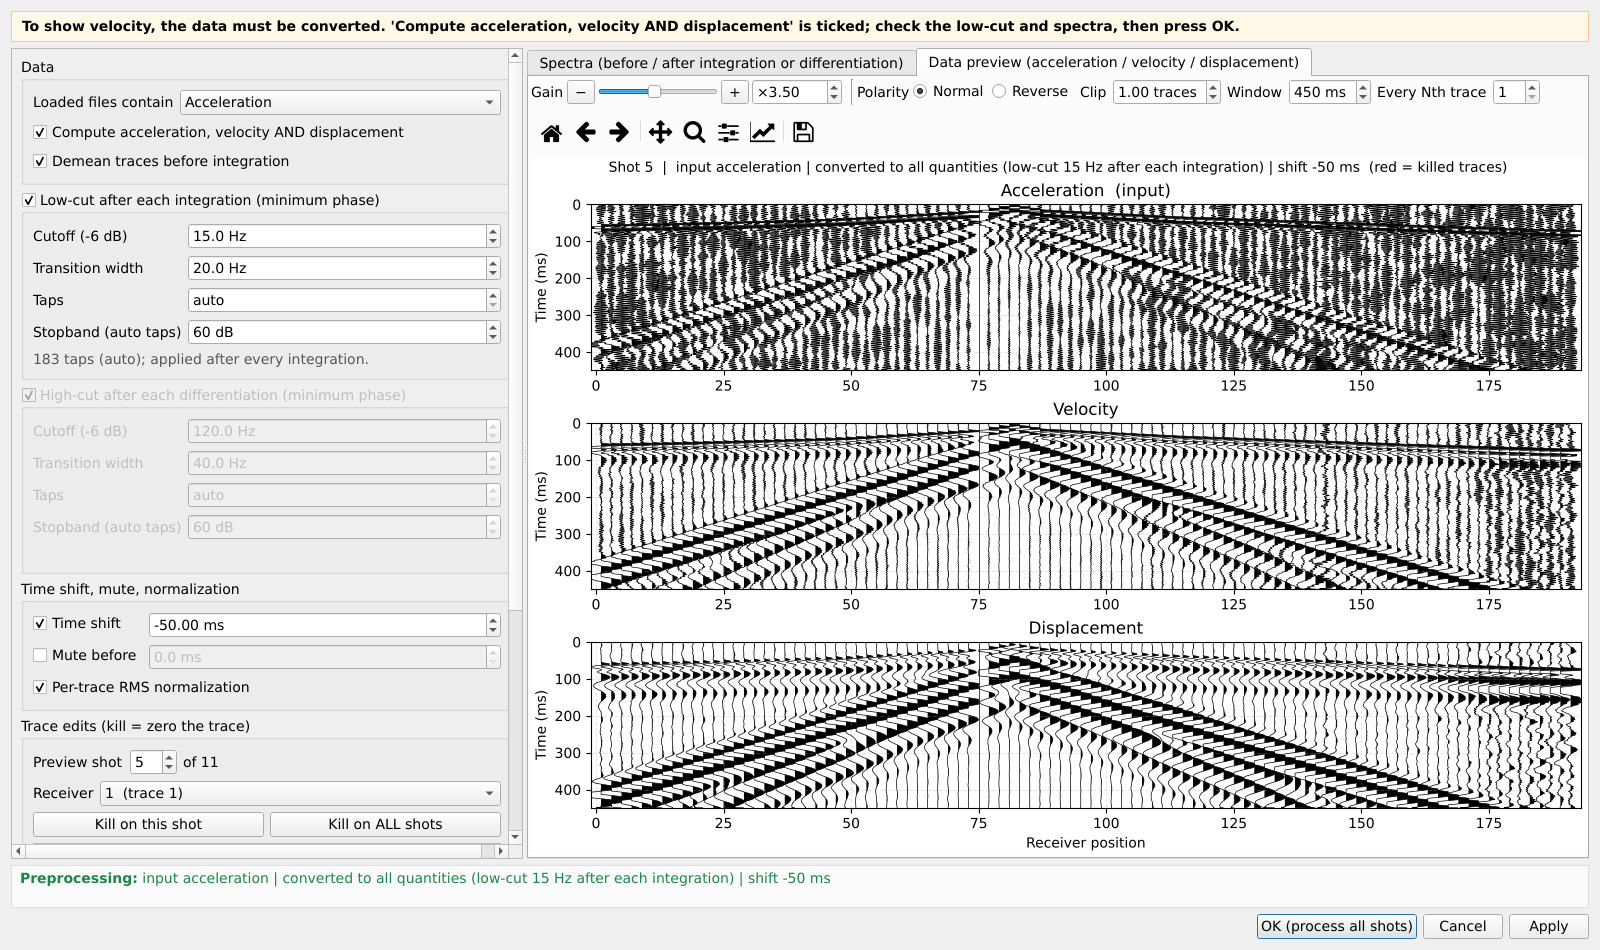 To show velocity, the data must be converted. 'Compute acceleration, velocity AND displacement' is ticked; check the low-cut and spectra, then press OK.
Data
Loaded files contain Acceleration
Compute acceleration, velocity AND displacement
Demean traces before integration
Low-cut after each integration (minimum phase)
Cutoff (-6 dB) 15.0 Hz
Transition width 20.0 Hz
Taps auto
Stopband (auto taps) 60 dB
183 taps (auto); applied after every integration.
High-cut after each differentiation (minimum phase)
Cutoff (-6 dB) 120.0 Hz
Transition width 40.0 Hz
Taps auto
Stopband (auto taps) 60 dB
Time shift, mute, normalization
Time shift -50.00 ms
Mute before 0.0 ms
Per-trace RMS normalization
Trace edits (kill = zero the trace)
Preview shot 5 of 11
Receiver 1 (trace 1)
Kill on this shot Kill on ALL shots
Spectra (before / after integration or differentiation) Data preview (acceleration / velocity / displacement)
Gain − + ×3.50 Polarity Normal Reverse Clip 1.00 traces Window 450 ms Every Nth trace 1
Shot 5 | input acceleration | converted to all quantities (low-cut 15 Hz after each integration) | shift -50 ms (red = killed traces)
Acceleration (input)
Time (ms)
0
100
200
300
400
0 25 50 75 100 125 150 175
Velocity
Time (ms)
0
100
200
300
400
0 25 50 75 100 125 150 175
Displacement
Time (ms)
0
100
200
300
400
0 25 50 75 100 125 150 175
Receiver position
Preprocessing: input acceleration | converted to all quantities (low-cut 15 Hz after each integration) | shift -50 ms
OK (process all shots) Cancel Apply